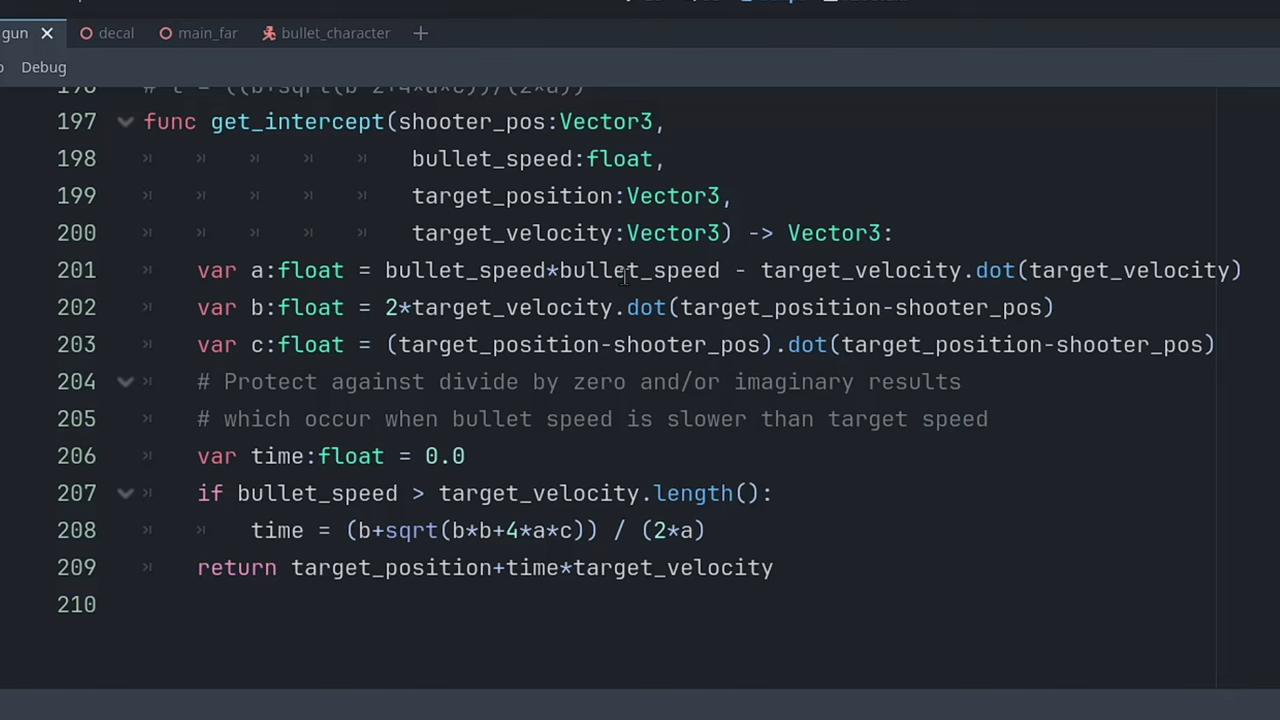 gun
decal
main_far
bullet_character
Debug
# t = ((b+sqrt(b^2+4*a*c))/(2*a))
197 func get_intercept(shooter_pos:Vector3,
198 bullet_speed:float,
199 target_position:Vector3,
200 target_velocity:Vector3) -> Vector3:
201 var a:float = bullet_speed*bullet_speed - target_velocity.dot(target_velocity)
202 var b:float = 2*target_velocity.dot(target_position-shooter_pos)
203 var c:float = (target_position-shooter_pos).dot(target_position-shooter_pos)
204 # Protect against divide by zero and/or imaginary results
205 # which occur when bullet speed is slower than target speed
206 var time:float = 0.0
207 if bullet_speed > target_velocity.length():
208 time = (b+sqrt(b*b+4*a*c)) / (2*a)
209 return target_position+time*target_velocity
210